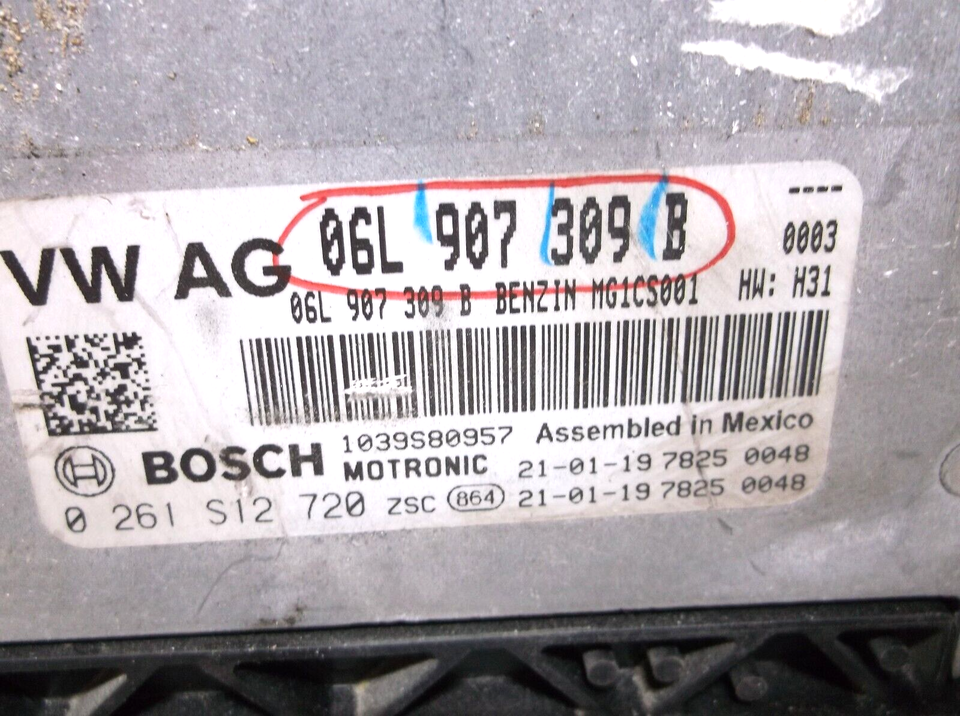 VW AG 06L 907 309 B ----
0003
06L 907 309 B BENZIN MG1CS001 HW: H31
BOSCH 1039S80957 Assembled in Mexico
MOTRONIC 21-01-19 7825 0048
0 261 S12 720 ZSC 864 21-01-19 7825 0048